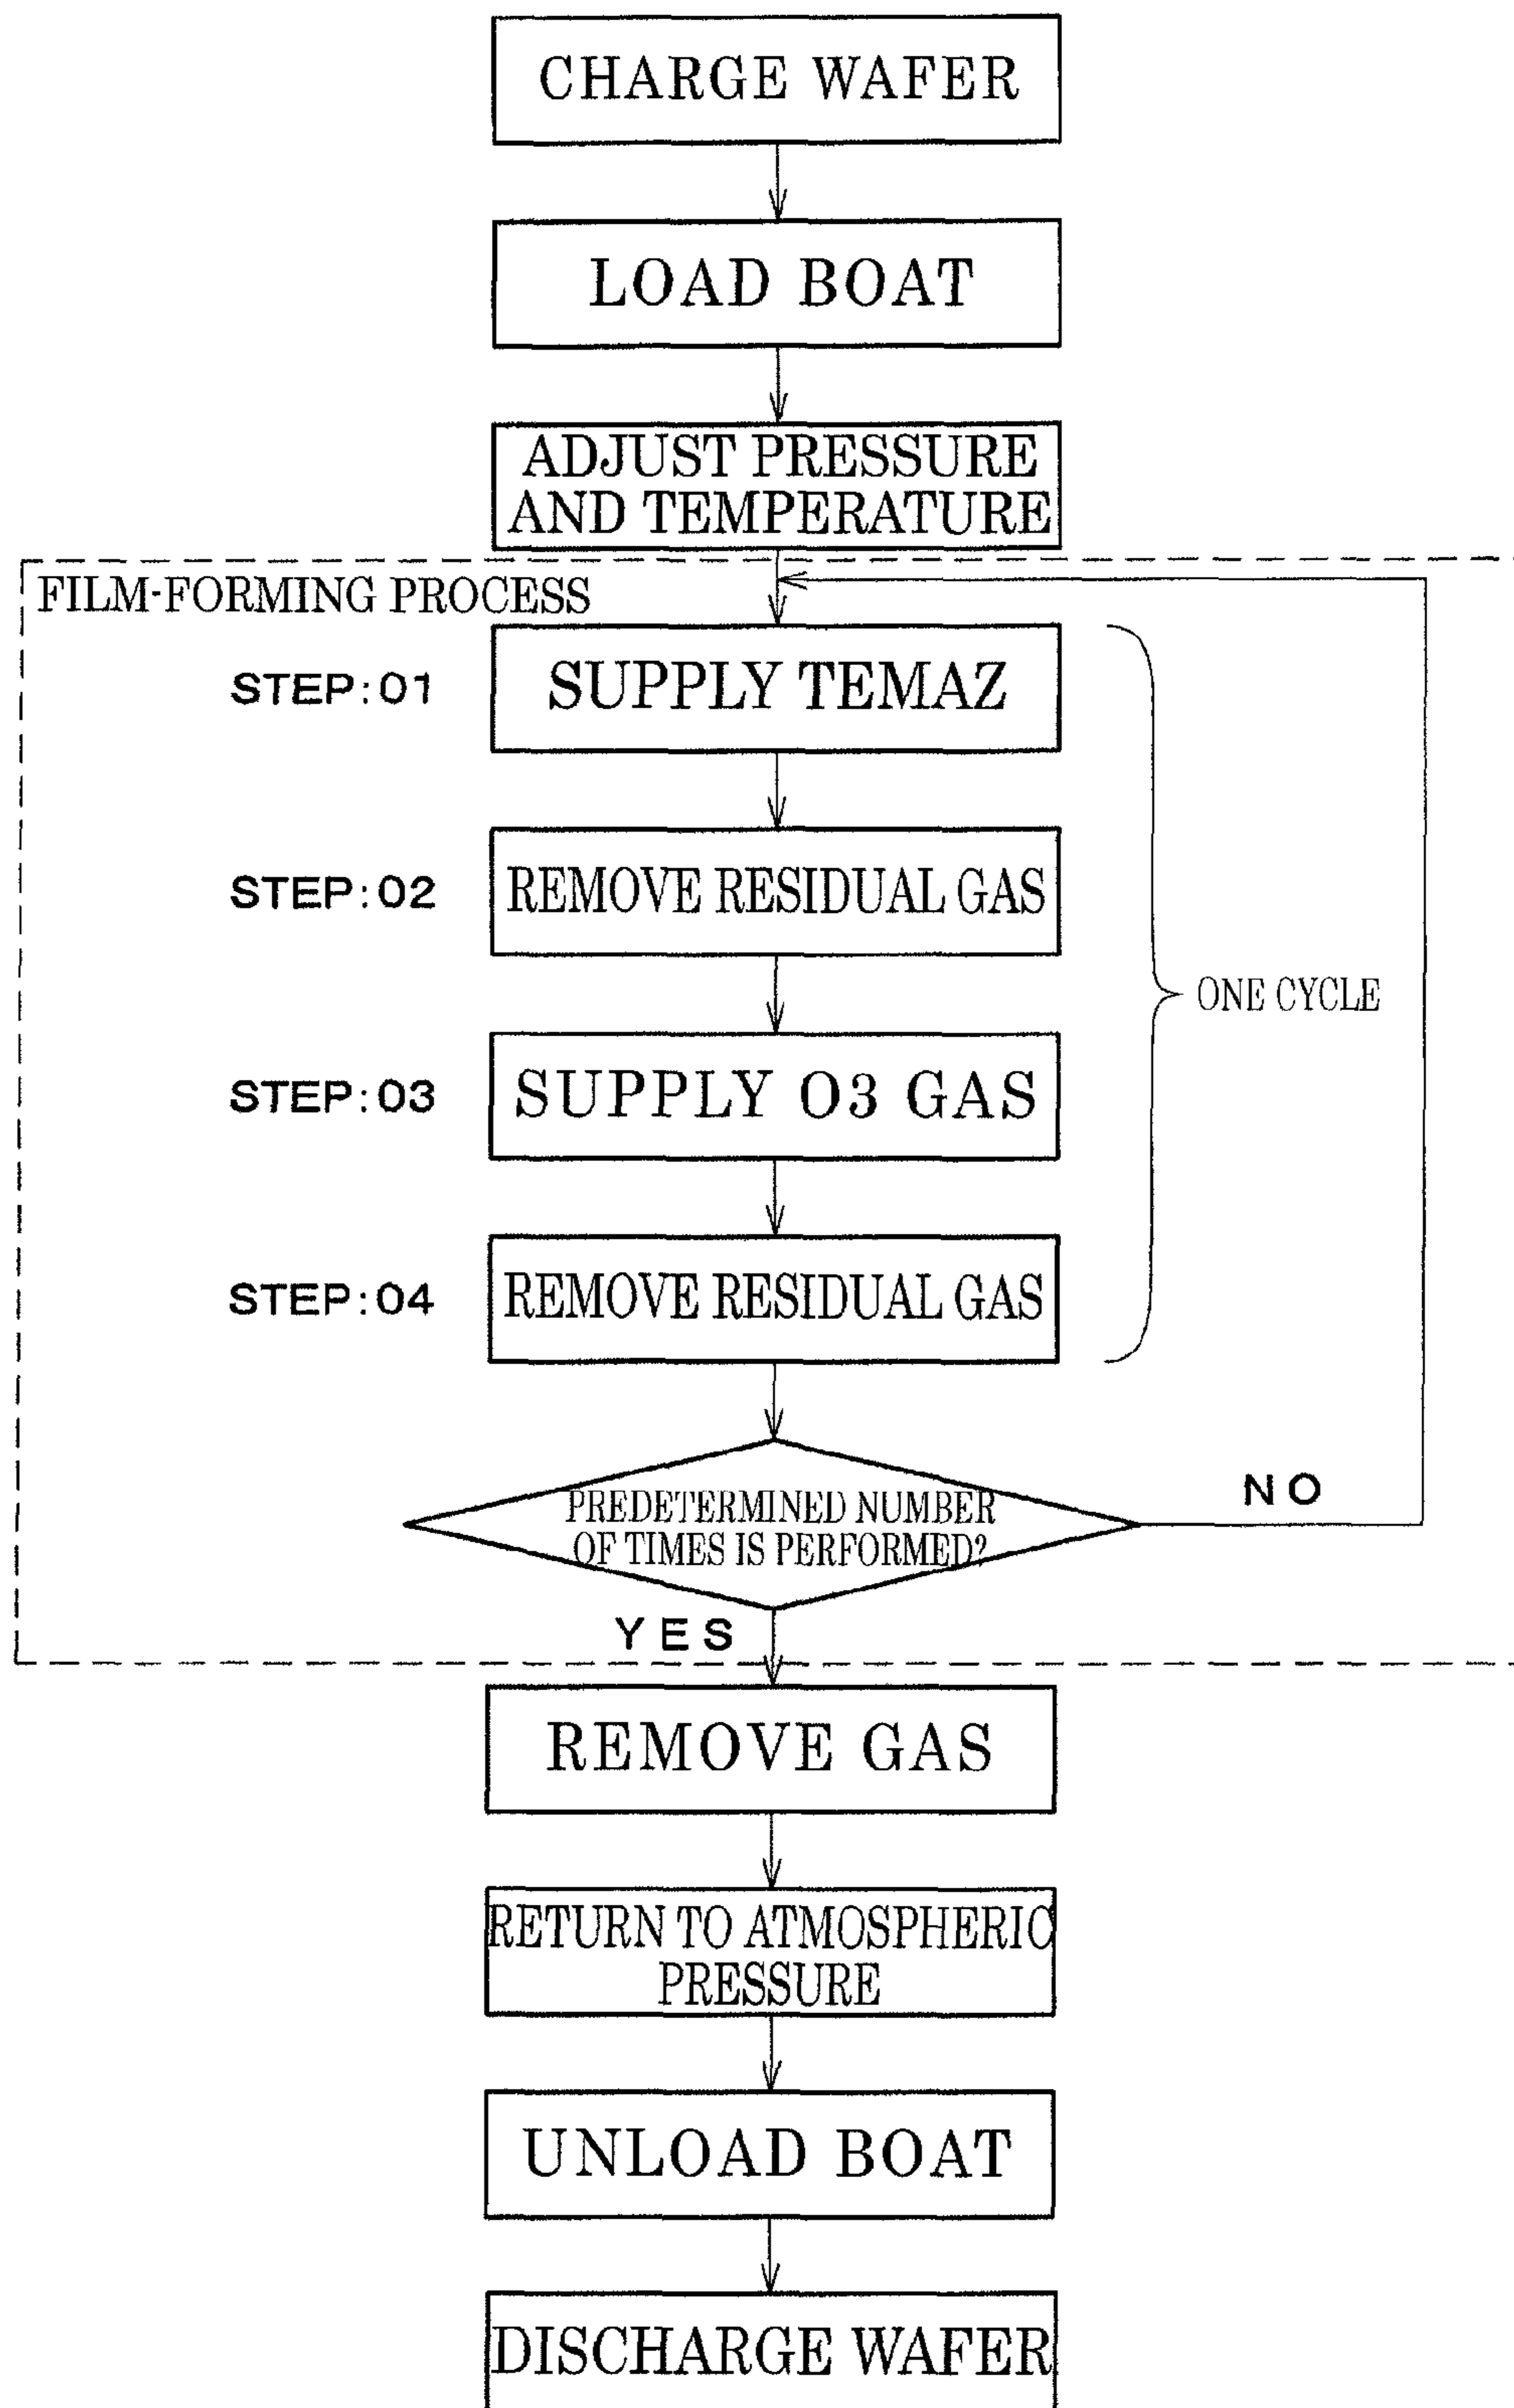 CHARGE WAFER
LOAD BOAT
ADJUST PRESSURE
AND TEMPERATURE
FILM-FORMING PROCESS
STEP:01
SUPPLY TEMAZ
STEP:02
REMOVE RESIDUAL GAS
ONE CYCLE
STEP:03
SUPPLY O3 GAS
STEP:04
REMOVE RESIDUAL GAS
PREDETERMINED NUMBER
OF TIMES IS PERFORMED?
NO
YES
REMOVE GAS
RETURN TO ATMOSPHERIC
PRESSURE
UNLOAD BOAT
DISCHARGE WAFER